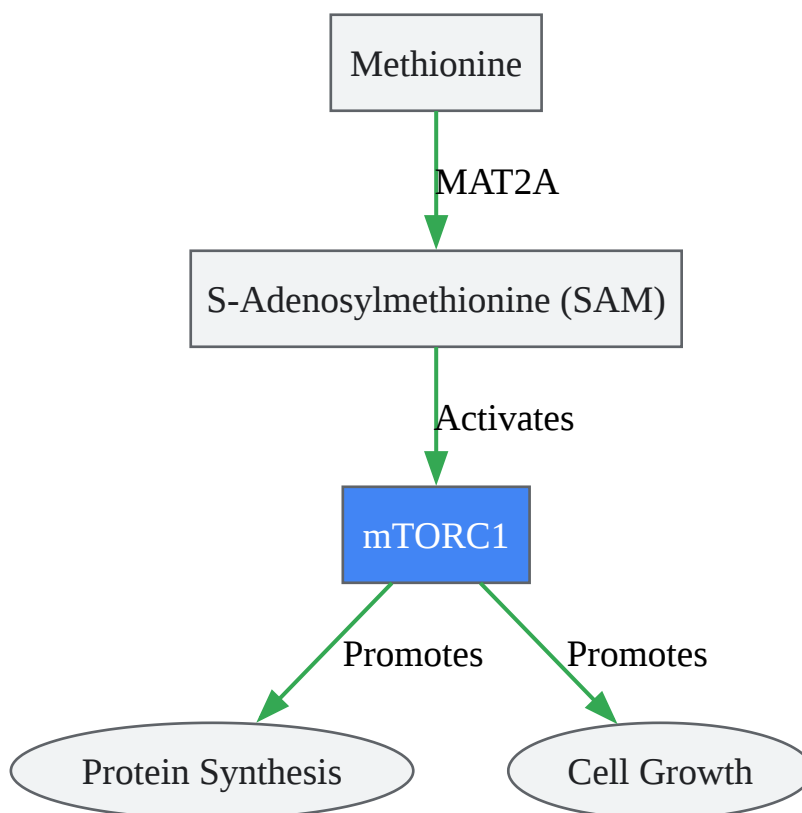 Methionine
MAT2A
S-Adenosylmethionine (SAM)
Activates
mTORC1
Promotes
Promotes
Protein Synthesis
Cell Growth